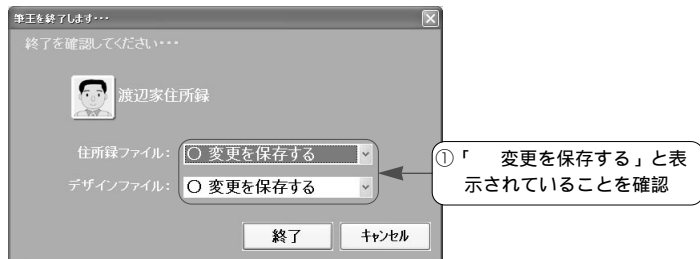 筆王を終了します・・・
終了を確認してください・・・
渡辺家住所録
住所録ファイル： 〇 変更を保存する
デザインファイル： 〇 変更を保存する
終了 キャンセル
①「　変更を保存する」と表
示されていることを確認